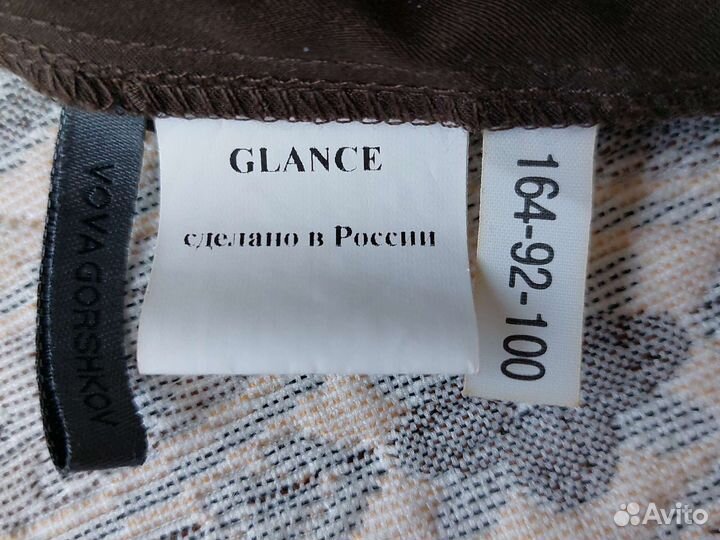 VOVA GORSHKOV
GLANCE
сделано в России
164-92-100
Avito